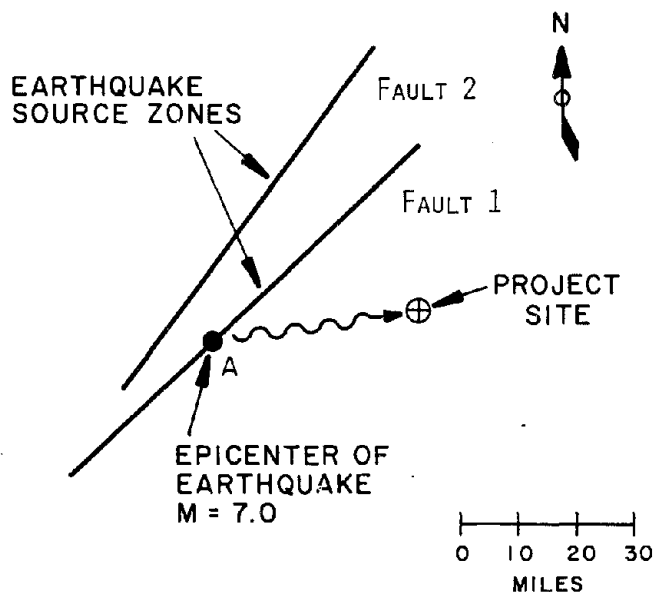 N
EARTHQUAKE
SOURCE ZONES
FAULT 2
FAULT 1
PROJECT
SITE
A
EPICENTER OF
EARTHQUAKE
M = 7.0
0 10 20 30
MILES